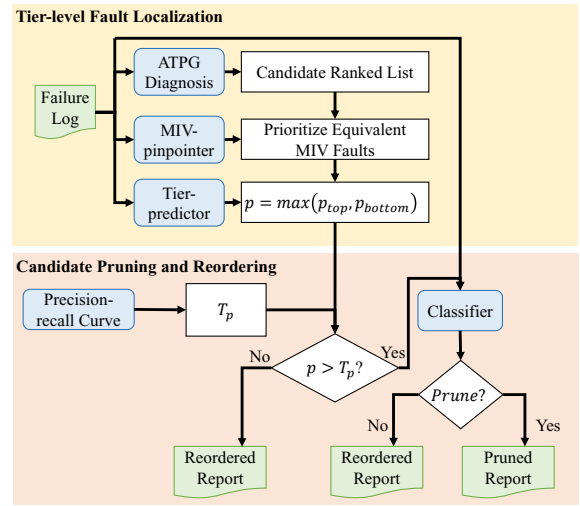 Tier-level Fault Localization
ATPG
Diagnosis
Candidate Ranked List
Failure
Log
MIV-
pinpointer
Prioritize Equivalent
MIV Faults
Tier-
predictor
p = max(p_top, p_bottom)
Candidate Pruning and Reordering
Precision-
recall Curve
T_p
Classifier
No
Yes
p > T_p?
Prune?
No
Yes
Reordered
Report
Reordered
Report
Pruned
Report